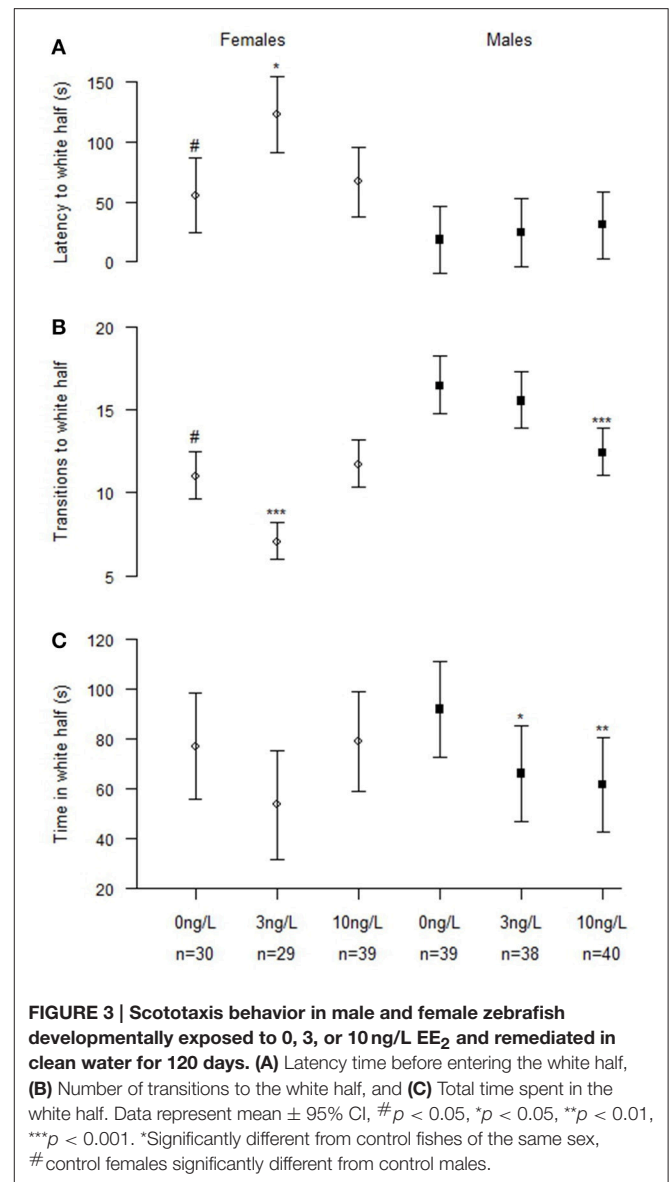 A
Females
Males
Latency to white half (s)
150
100
50
0
#
*
B
Transitions to white half
20
15
10
5
#
***
***
C
Time in white half (s)
120
100
80
60
40
20
*
**
0ng/L 3ng/L 10ng/L 0ng/L 3ng/L 10ng/L
n=30 n=29 n=39 n=39 n=38 n=40
FIGURE 3 | Scototaxis behavior in male and female zebrafish
developmentally exposed to 0, 3, or 10 ng/L EE₂ and remediated in
clean water for 120 days. (A) Latency time before entering the white half,
(B) Number of transitions to the white half, and (C) Total time spent in the
white half. Data represent mean ± 95% CI, #p < 0.05, *p < 0.05, **p < 0.01,
***p < 0.001. *Significantly different from control fishes of the same sex,
#control females significantly different from control males.